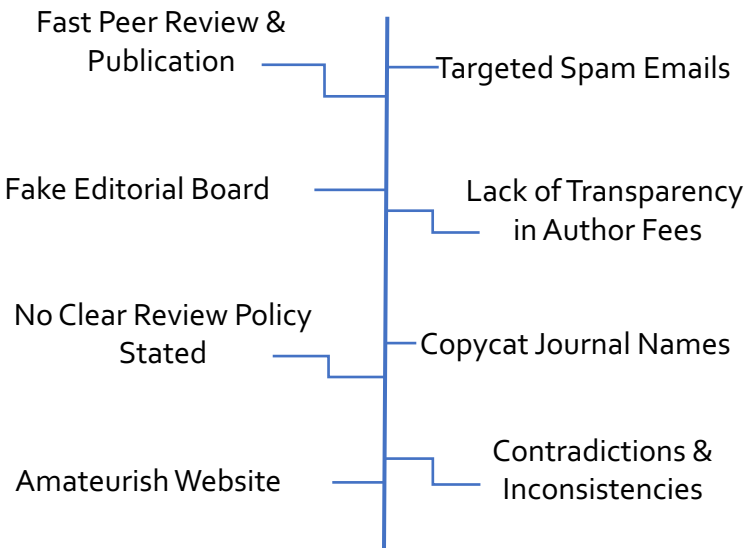 Fast Peer Review &
Publication
Targeted Spam Emails
Fake Editorial Board
Lack of Transparency
in Author Fees
No Clear Review Policy
Stated
Copycat Journal Names
Amateurish Website
Contradictions &
Inconsistencies